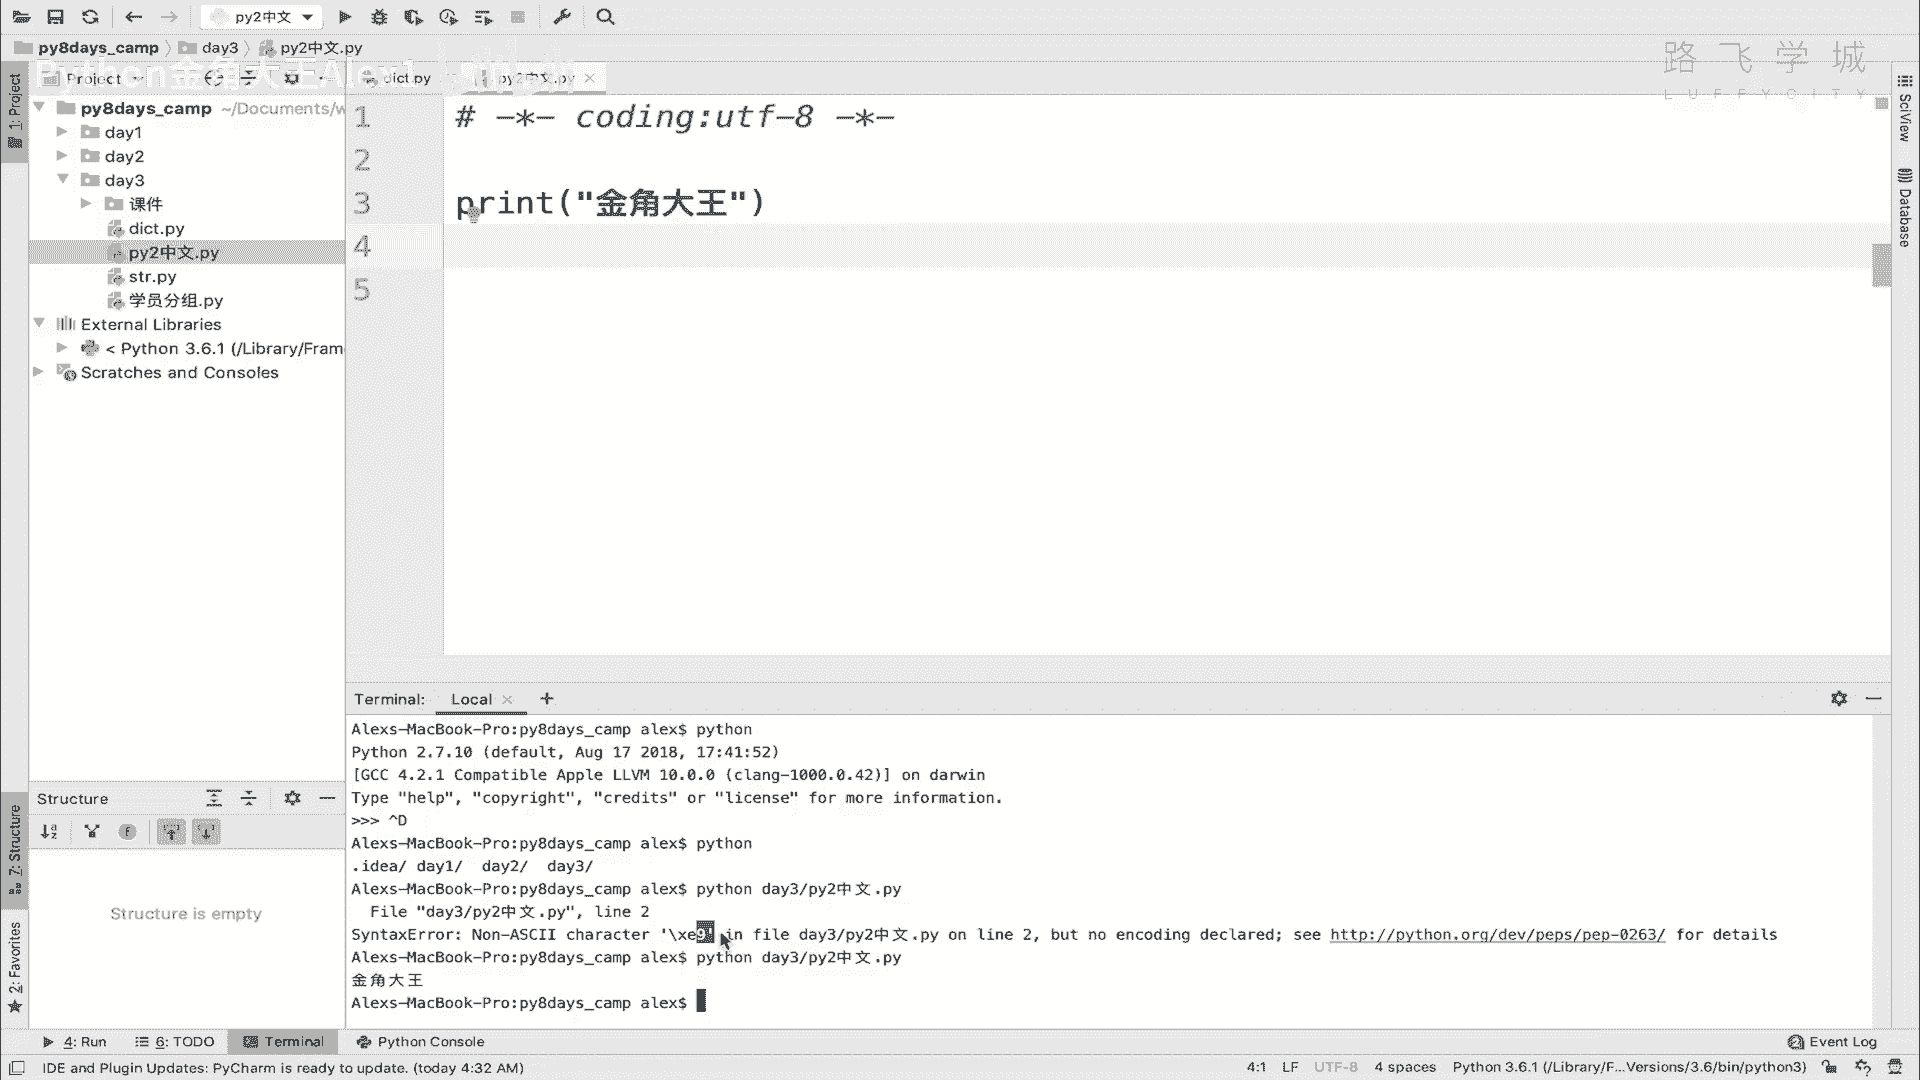 py2中文
py8days_camp
day3
py2中文.py
路飞学城
LUFFYCITY
Python金角大王Alex1
Project
dict.py
py2中文.py
1: Project
py8days_camp ~/Documents/w
day1
day2
day3
课件
dict.py
py2中文.py
str.py
学员分组.py
External Libraries
< Python 3.6.1 (/Library/Fram
Scratches and Consoles
1 # -*- coding:utf-8 -*-
2
3 print("金角大王")
4
5
SciView
Database
Terminal: Local
Alexs-MacBook-Pro:py8days_camp alex$ python
Python 2.7.10 (default, Aug 17 2018, 17:41:52)
[GCC 4.2.1 Compatible Apple LLVM 10.0.0 (clang-1000.0.42)] on darwin
Type "help", "copyright", "credits" or "license" for more information.
>>> ^D
Alexs-MacBook-Pro:py8days_camp alex$ python
.idea/ day1/ day2/ day3/
Alexs-MacBook-Pro:py8days_camp alex$ python day3/py2中文.py
File "day3/py2中文.py", line 2
SyntaxError: Non-ASCII character '\xe9' in file day3/py2中文.py on line 2, but no encoding declared; see http://python.org/dev/peps/pep-0263/ for details
Alexs-MacBook-Pro:py8days_camp alex$ python day3/py2中文.py
金角大王
Alexs-MacBook-Pro:py8days_camp alex$
Structure
Structure is empty
7: Structure
2: Favorites
4: Run
6: TODO
Terminal
Python Console
Event Log
IDE and Plugin Updates: PyCharm is ready to update. (today 4:32 AM)
4:1 LF UTF-8 4 spaces Python 3.6.1 (/Library/F...Versions/3.6/bin/python3)